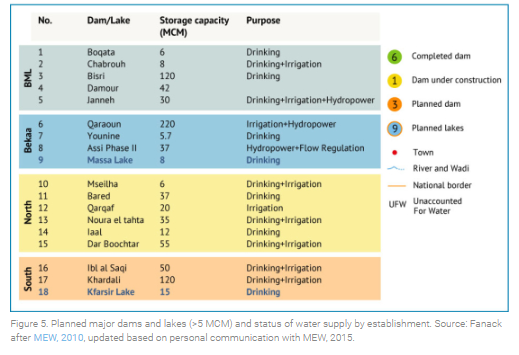 No. Dam/Lake Storage capacity (MCM) Purpose
BML
1 Boqata 6 Drinking
2 Chabrouh 8 Drinking+Irrigation
3 Bisri 120 Drinking
4 Damour 42
5 Janneh 30 Drinking+Irrigation+Hydropower
Bekaa
6 Qaraoun 220 Irrigation+Hydropower
7 Younine 5.7 Drinking
8 Assi Phase II 37 Hydropower+Flow Regulation
9 Massa Lake 8 Drinking
North
10 Mseilha 6 Drinking+Irrigation
11 Bared 37 Drinking
12 Qarqaf 20 Irrigation
13 Noura el tahta 35 Drinking+Irrigation
14 Iaal 12 Drinking
15 Dar Boochtar 55 Drinking+Irrigation
South
16 Ibl al Saqi 50 Drinking+Irrigation
17 Khardali 120 Drinking+Irrigation
18 Kfarsir Lake 15 Drinking
6 Completed dam
1 Dam under construction
3 Planned dam
9 Planned lakes
Town
River and Wadi
National border
UFW Unaccounted
For Water
Figure 5. Planned major dams and lakes (>5 MCM) and status of water supply by establishment. Source: Fanack
after MEW, 2010, updated based on personal communication with MEW, 2015.